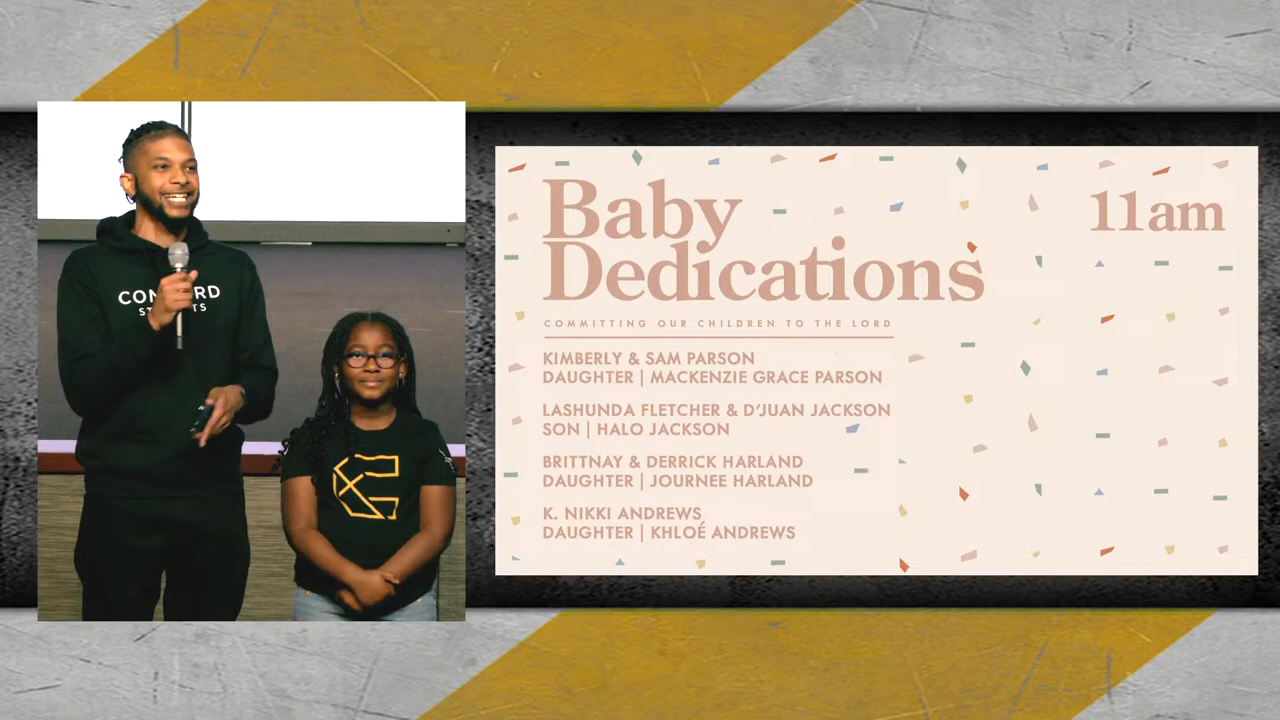 Baby
Dedications
11am
COMMITTING OUR CHILDREN TO THE LORD
KIMBERLY & SAM PARSON
DAUGHTER | MACKENZIE GRACE PARSON
LASHUNDA FLETCHER & D'JUAN JACKSON
SON | HALO JACKSON
BRITTNAY & DERRICK HARLAND
DAUGHTER | JOURNEE HARLAND
K. NIKKI ANDREWS
DAUGHTER | KHLOÉ ANDREWS